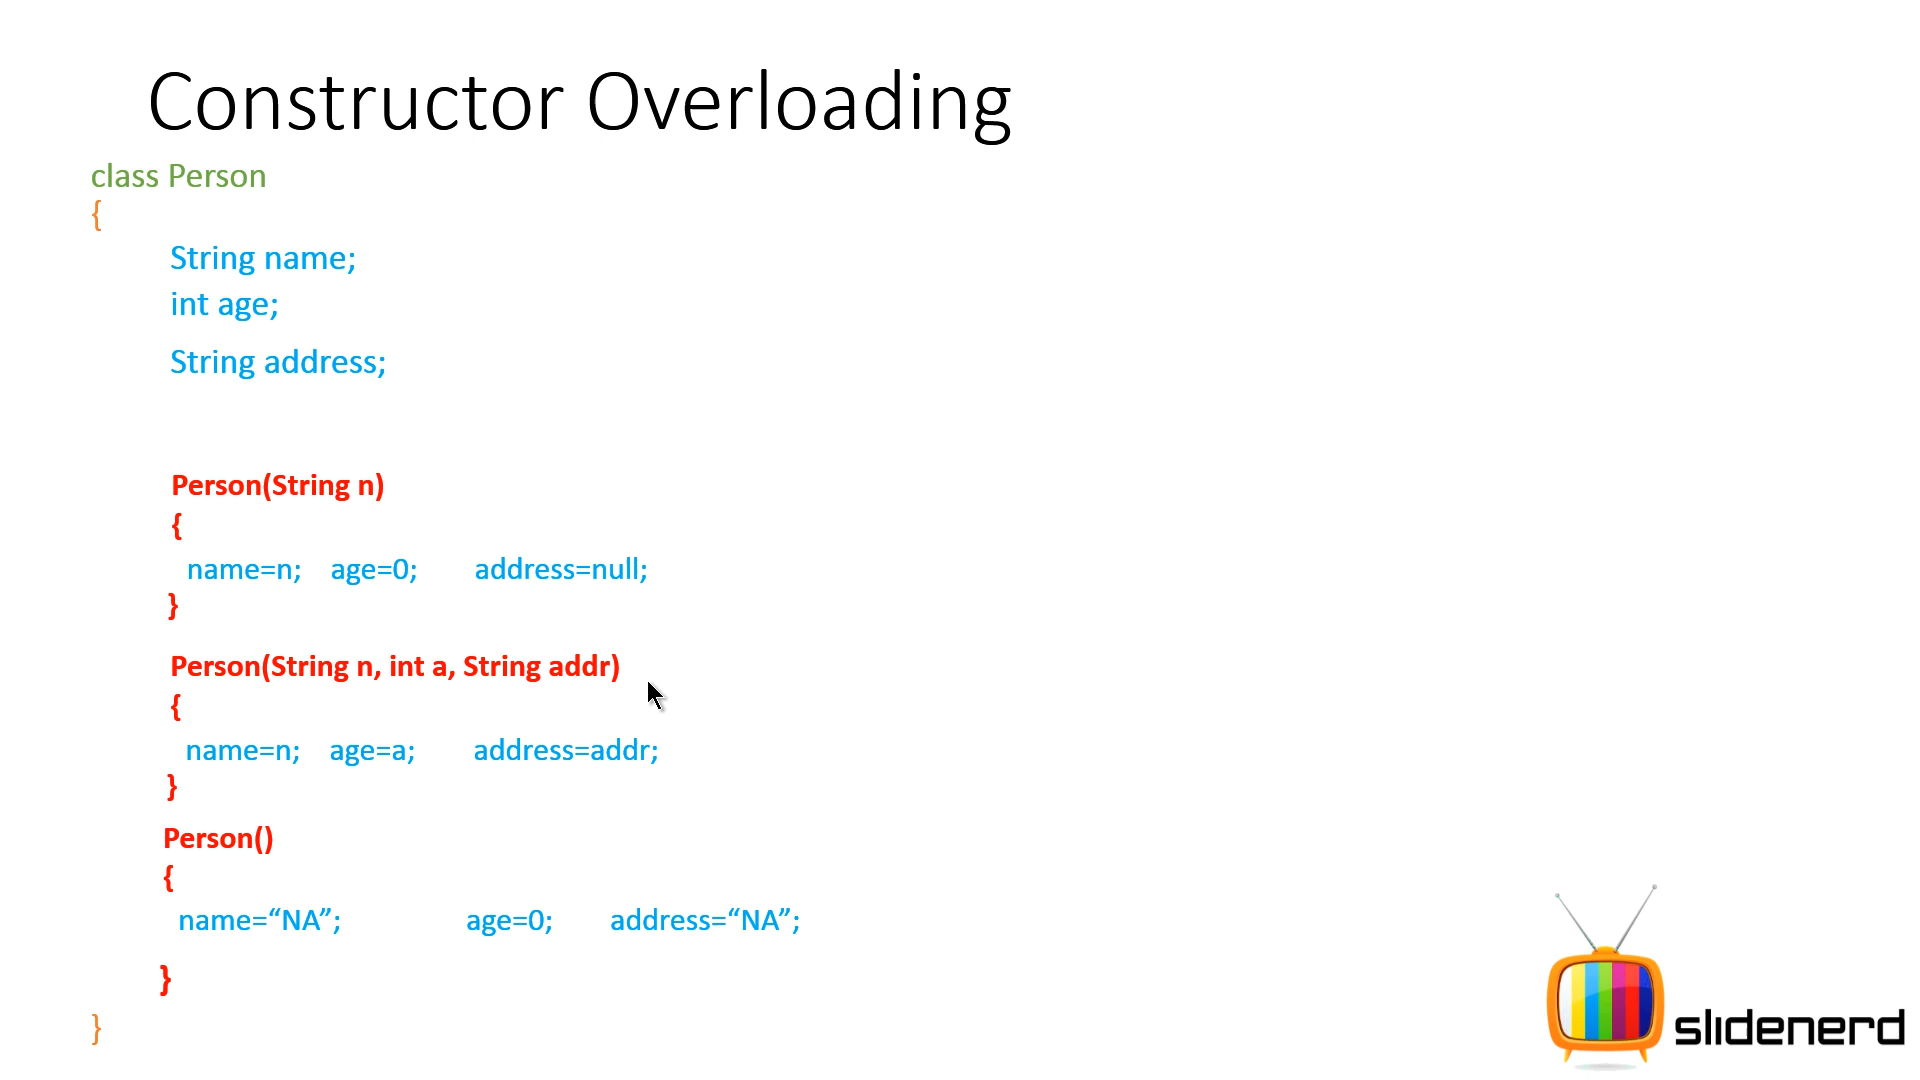 Constructor Overloading
class Person
{
String name;
int age;
String address;
Person(String n)
{
name=n; age=0; address=null;
}
Person(String n, int a, String addr)
{
name=n; age=a; address=addr;
}
Person()
{
name=“NA”; age=0; address=“NA”;
}
}
slidenerd